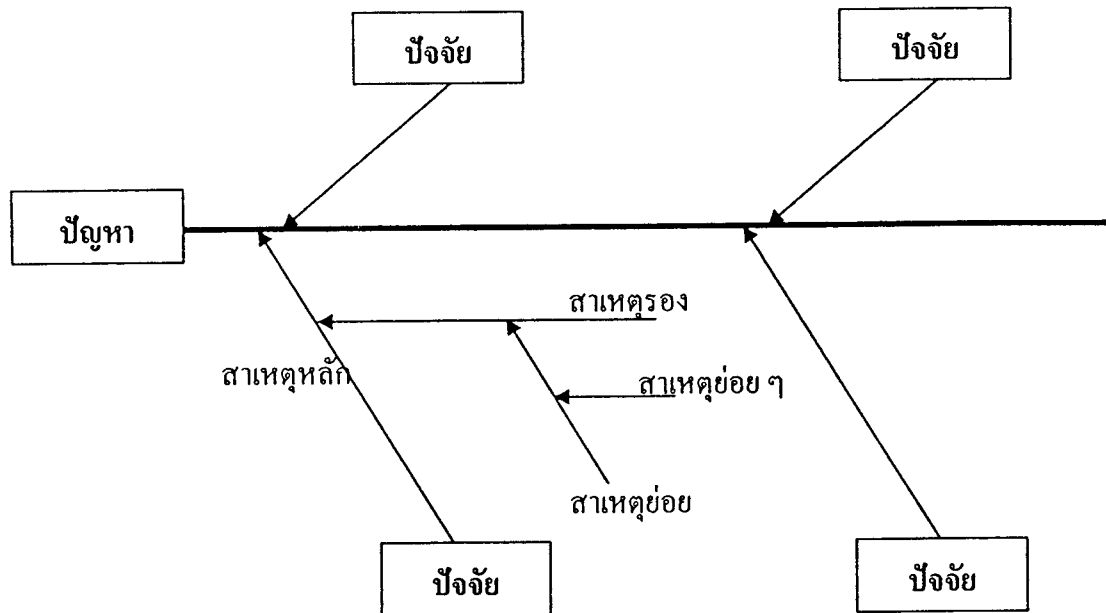 ปัจจัย
ปัจจัย
ปัญหา
สาเหตุรอง
สาเหตุหลัก
สาเหตุย่อย ๆ
สาเหตุย่อย
ปัจจัย
ปัจจัย